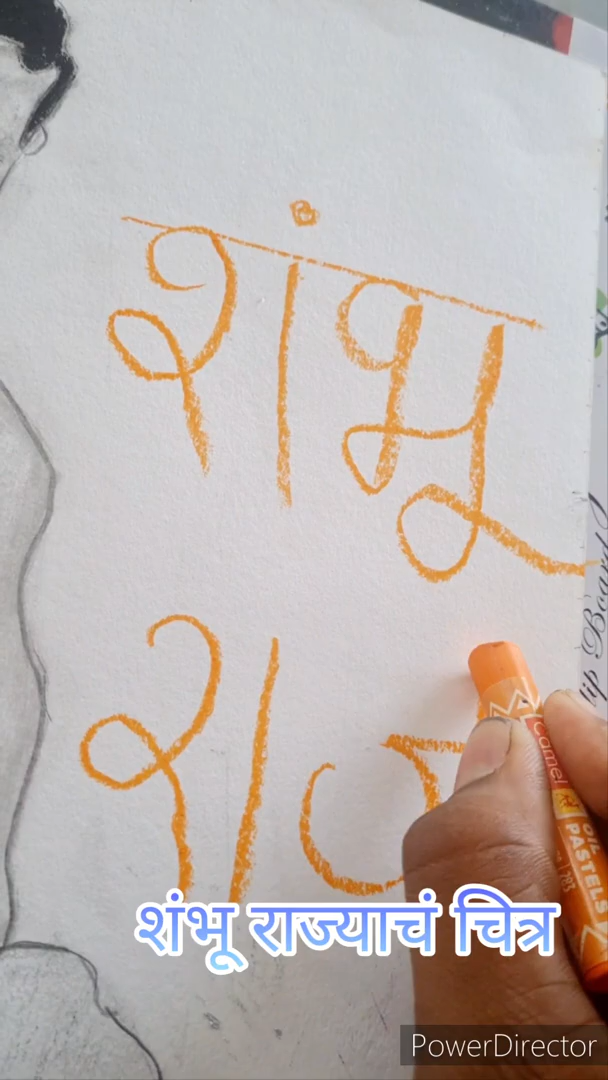 शंभू
रा
Camel
OIL
PASTELS
शंभू राज्याचं चित्र
PowerDirector